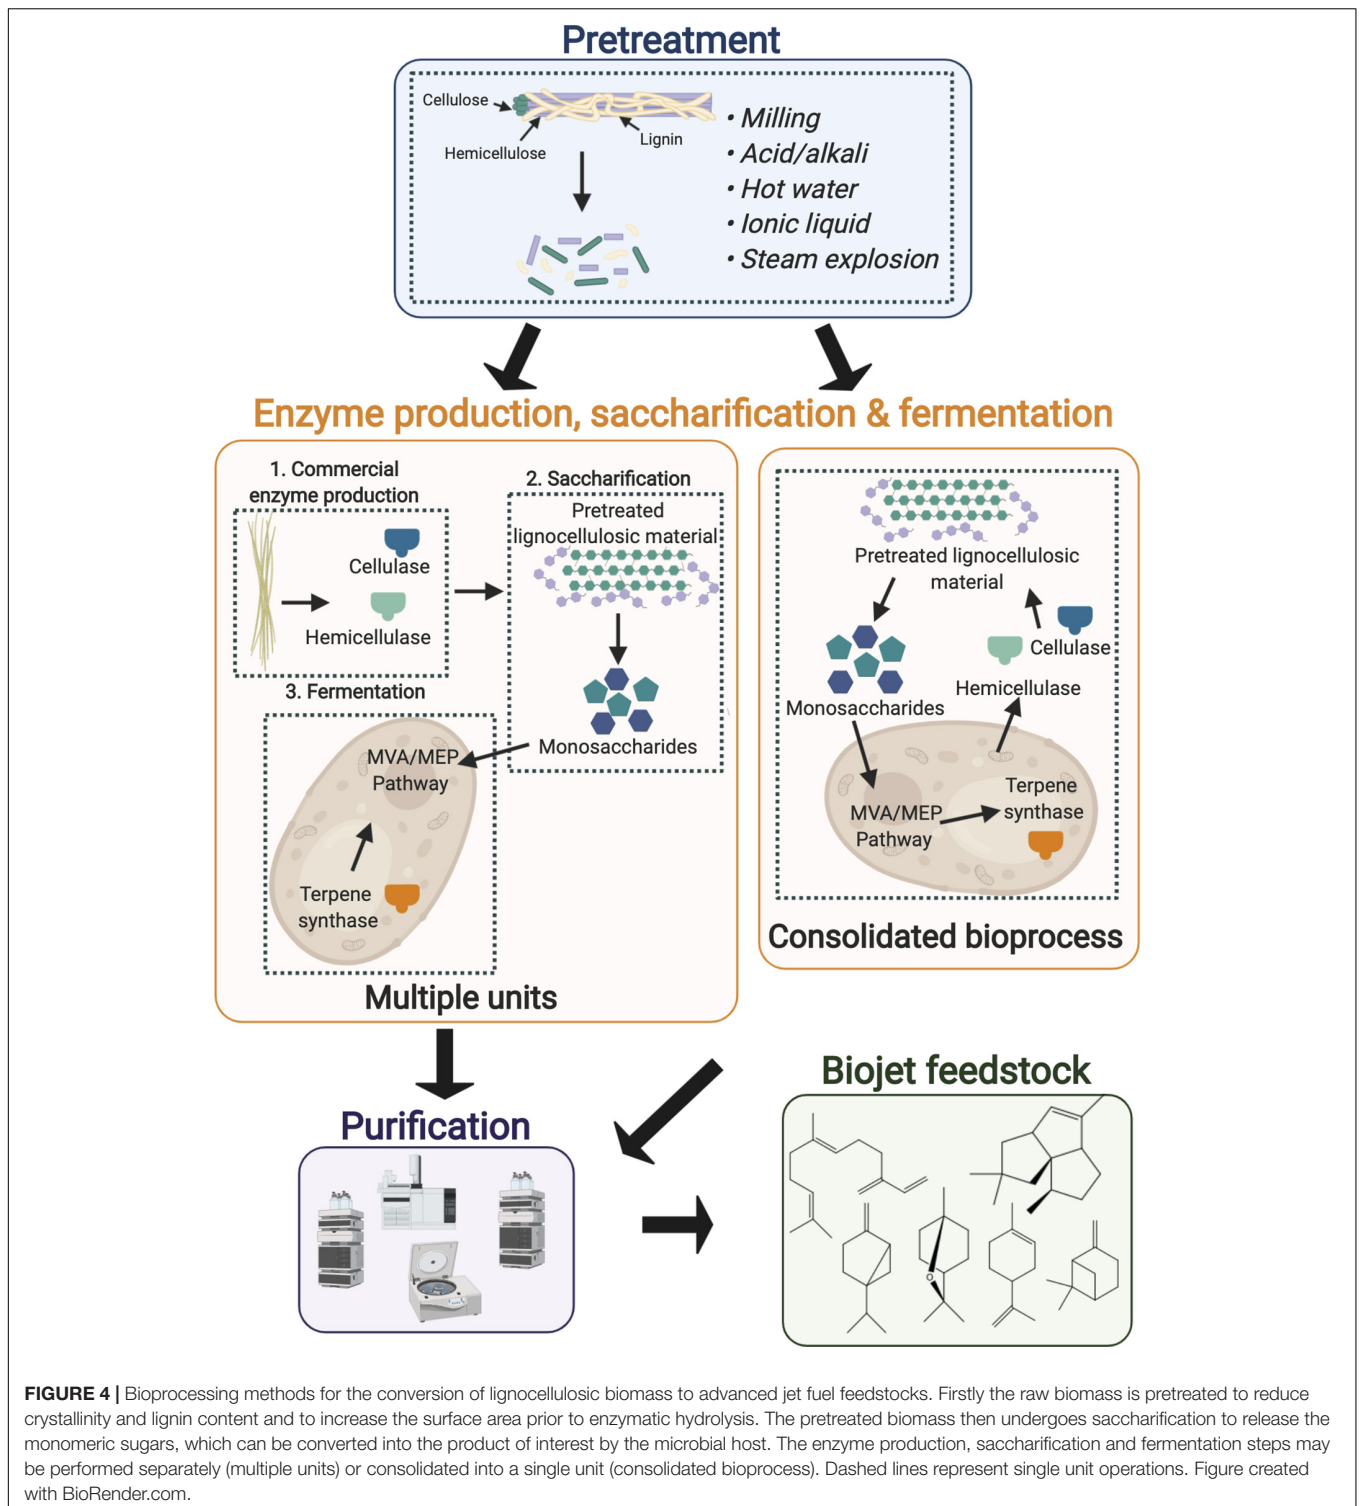 Pretreatment
Cellulose
Hemicellulose
Lignin
• Milling
• Acid/alkali
• Hot water
• Ionic liquid
• Steam explosion
Enzyme production, saccharification & fermentation
1. Commercial
enzyme production
Cellulase
Hemicellulase
2. Saccharification
Pretreated
lignocellulosic material
Monosaccharides
3. Fermentation
MVA/MEP
Pathway
Terpene
synthase
Multiple units
Pretreated lignocellulosic
material
Cellulase
Hemicellulase
Monosaccharides
MVA/MEP
Pathway
Terpene
synthase
Consolidated bioprocess
Purification
Biojet feedstock
O
FIGURE 4 | Bioprocessing methods for the conversion of lignocellulosic biomass to advanced jet fuel feedstocks. Firstly the raw biomass is pretreated to reduce
crystallinity and lignin content and to increase the surface area prior to enzymatic hydrolysis. The pretreated biomass then undergoes saccharification to release the
monomeric sugars, which can be converted into the product of interest by the microbial host. The enzyme production, saccharification and fermentation steps may
be performed separately (multiple units) or consolidated into a single unit (consolidated bioprocess). Dashed lines represent single unit operations. Figure created
with BioRender.com.